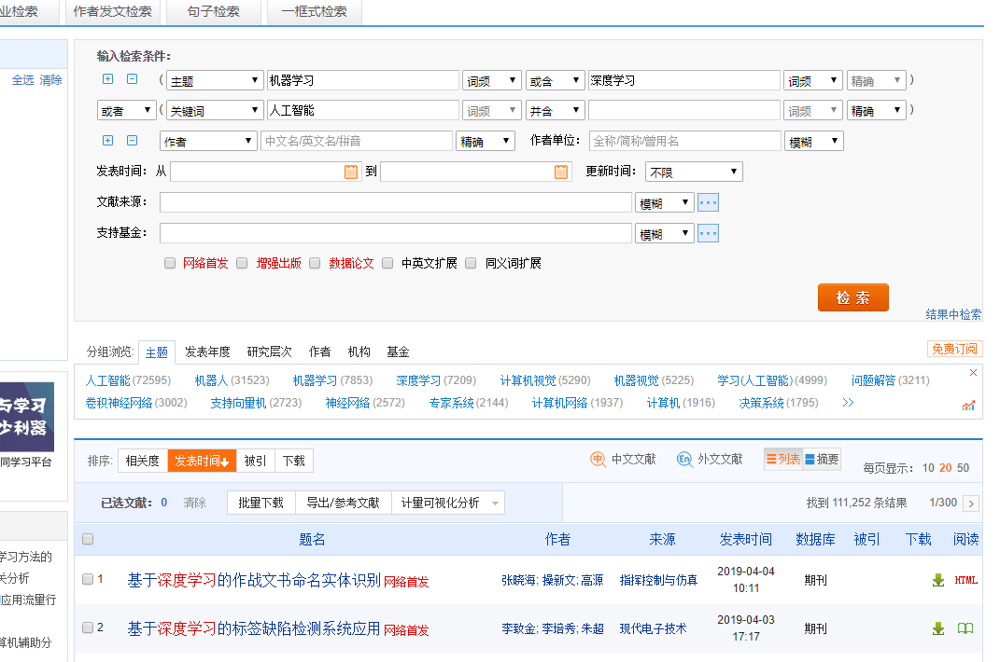 业检索 作者发文检索 句子检索 一框式检索
输入检索条件：
全选 清除
( 主题 机器学习 词频 或含 深度学习 词频 精确 )
或者 ( 关键词 人工智能 词频 并含 词频 精确 )
作者 中文名/英文名/拼音 精确 作者单位： 全称/简称/曾用名 模糊
发表时间： 从 到 更新时间： 不限
文献来源： 模糊
支持基金： 模糊
网络首发 增强出版 数据论文 中英文扩展 同义词扩展
检索
结果中检索
分组浏览: 主题 发表年度 研究层次 作者 机构 基金 免费订阅
人工智能(72595) 机器人(31523) 机器学习(7853) 深度学习(7209) 计算机视觉(5290) 机器视觉(5225) 学习(人工智能)(4999) 问题解答(3211)
卷积神经网络(3002) 支持向量机(2723) 神经网络(2572) 专家系统(2144) 计算机网络(1937) 计算机(1916) 决策系统(1795) >>
与学习
少利器
同学习平台
排序: 相关度 发表时间↓ 被引 下载 中 中文文献 En 外文文献 列表 摘要 每页显示： 10 20 50
已选文献： 0 清除 批量下载 导出/参考文献 计量可视化分析 找到 111,252 条结果 1/300 >
题名 作者 来源 发表时间 数据库 被引 下载 阅读
学习方法的
关分析
应用流量行
算机辅助分
1 基于深度学习的作战文书命名实体识别 网络首发 张晓海; 操新文; 高源 指挥控制与仿真 2019-04-04 10:11 期刊 HTML
2 基于深度学习的标签缺陷检测系统应用 网络首发 李致金; 李培秀; 朱超 现代电子技术 2019-04-03 17:17 期刊